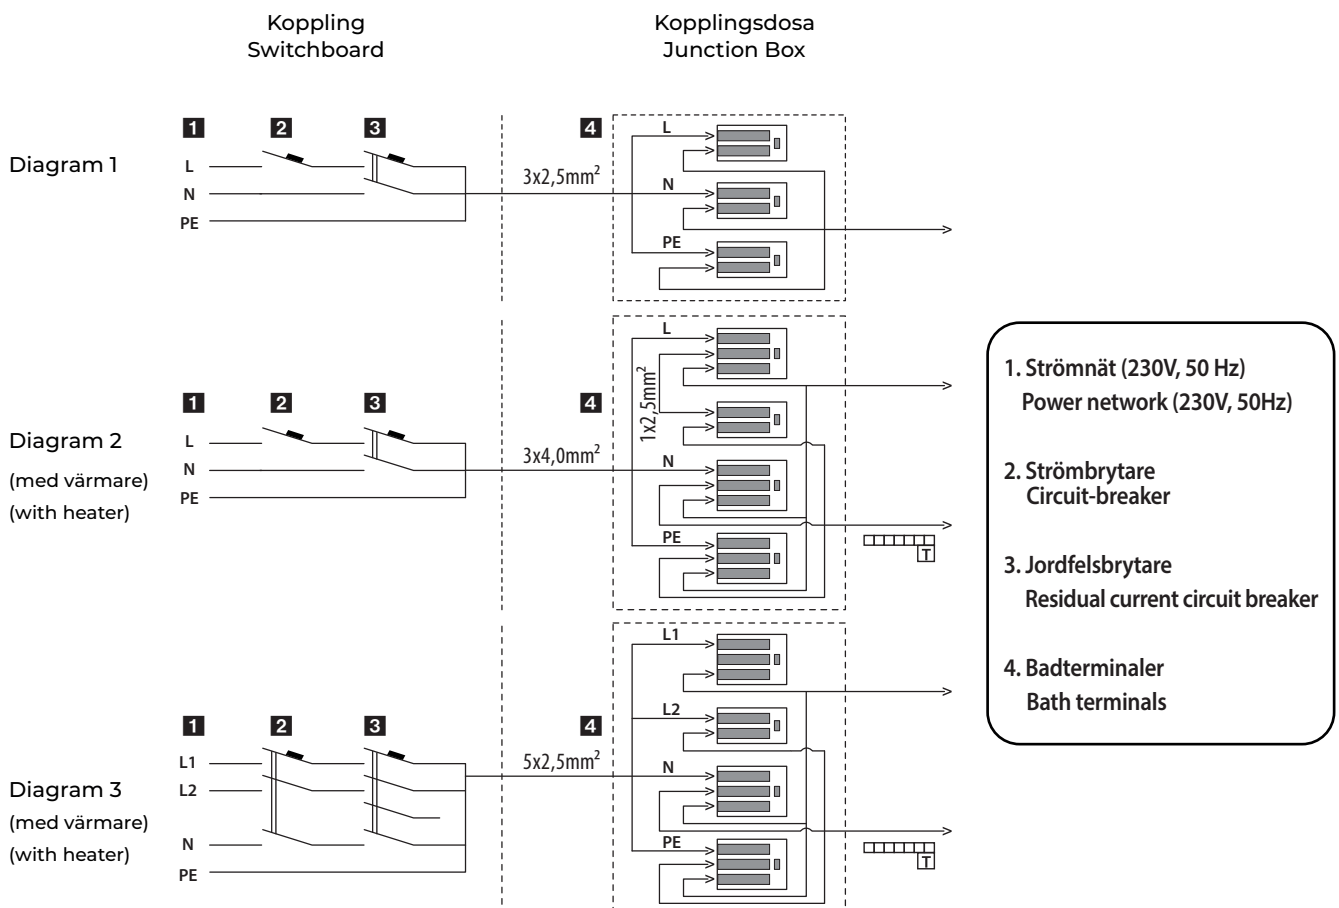 Koppling
Switchboard
Kopplingsdosa
Junction Box
Diagram 1
1 2 3 4
L
N
PE
3x2,5mm²
L
N
PE
Diagram 2
(med värmare)
(with heater)
1 2 3 4
L
N
PE
3x4,0mm²
L
1x2,5mm²
N
PE
T
Diagram 3
(med värmare)
(with heater)
1 2 3 4
L1
L2
N
PE
5x2,5mm²
L1
L2
N
PE
T
1. Strömnät (230V, 50 Hz)
Power network (230V, 50Hz)
2. Strömbrytare
Circuit-breaker
3. Jordfelsbrytare
Residual current circuit breaker
4. Badterminaler
Bath terminals